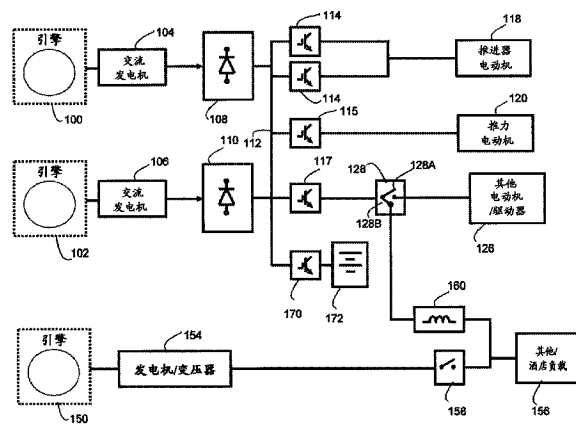 引擎
100
104
交流
发电机
108
114
114
118
推进器
电动机
112
115
120
推力
电动机
引擎
102
106
交流
发电机
110
117
128
128A
128B
其他
电动机
/驱动器
126
170
172
160
引擎
150
154
发电机/变压器
158
其他/
酒店负载
156